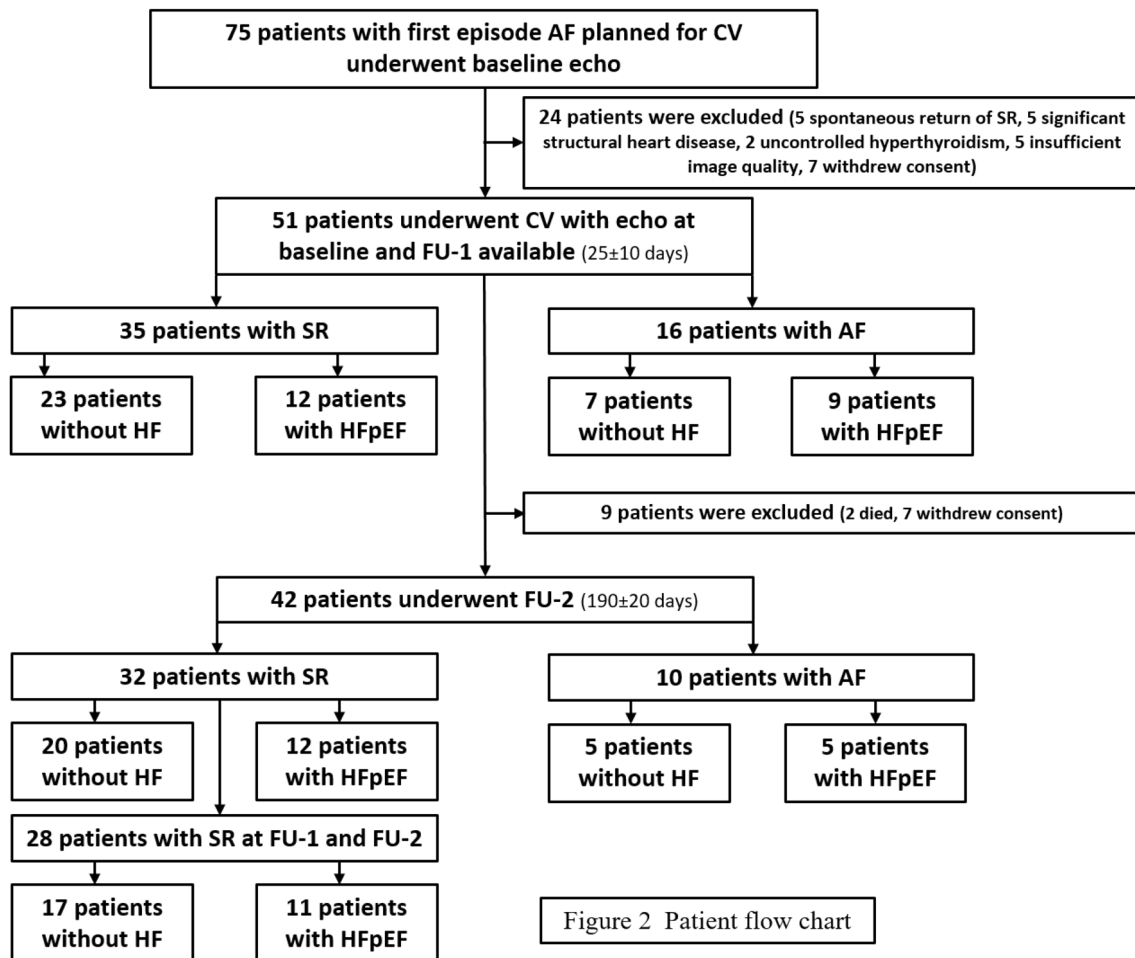 75 patients with first episode AF planned for CV
underwent baseline echo
24 patients were excluded (5 spontaneous return of SR, 5 significant
structural heart disease, 2 uncontrolled hyperthyroidism, 5 insufficient
image quality, 7 withdrew consent)
51 patients underwent CV with echo at
baseline and FU-1 available (25±10 days)
35 patients with SR
16 patients with AF
23 patients
without HF
12 patients
with HFpEF
7 patients
without HF
9 patients
with HFpEF
9 patients were excluded (2 died, 7 withdrew consent)
42 patients underwent FU-2 (190±20 days)
32 patients with SR
10 patients with AF
20 patients
without HF
12 patients
with HFpEF
5 patients
without HF
5 patients
with HFpEF
28 patients with SR at FU-1 and FU-2
17 patients
without HF
11 patients
with HFpEF
Figure 2  Patient flow chart